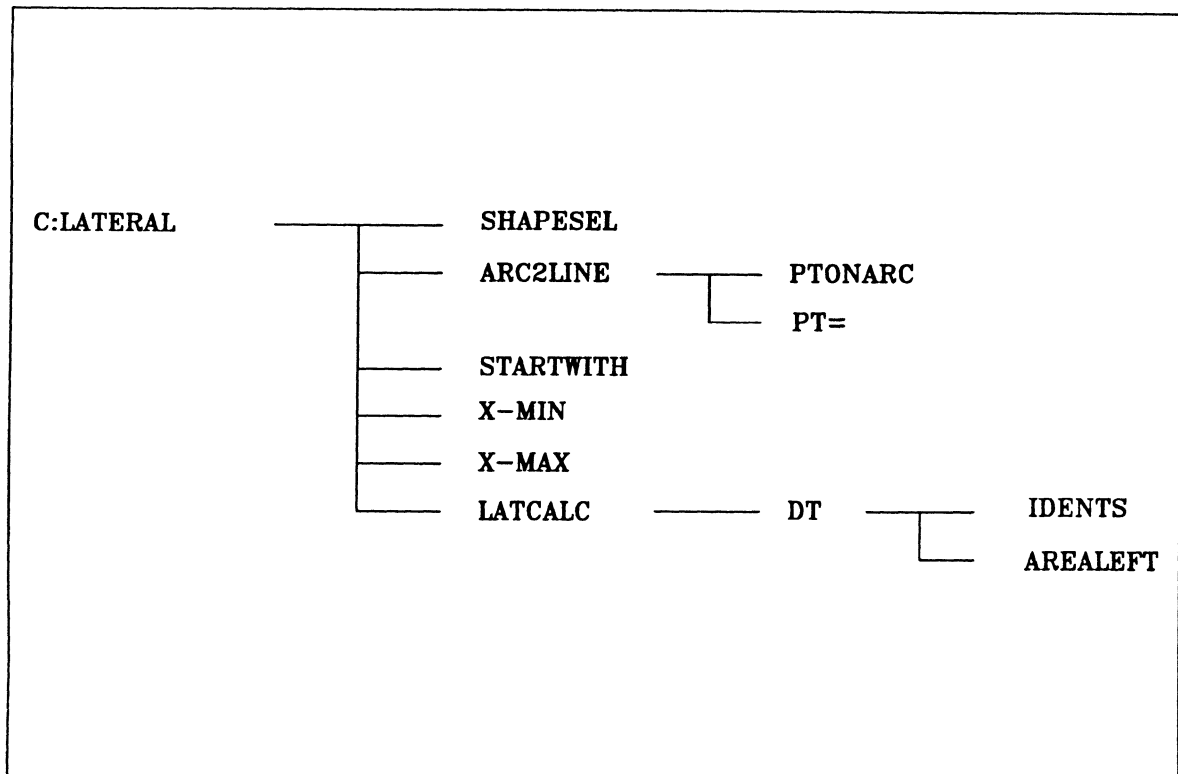 C:LATERAL SHAPESEL
ARC2LINE PTONARC
PT=
STARTWITH
X-MIN
X-MAX
LATCALC DT IDENTS
AREALEFT